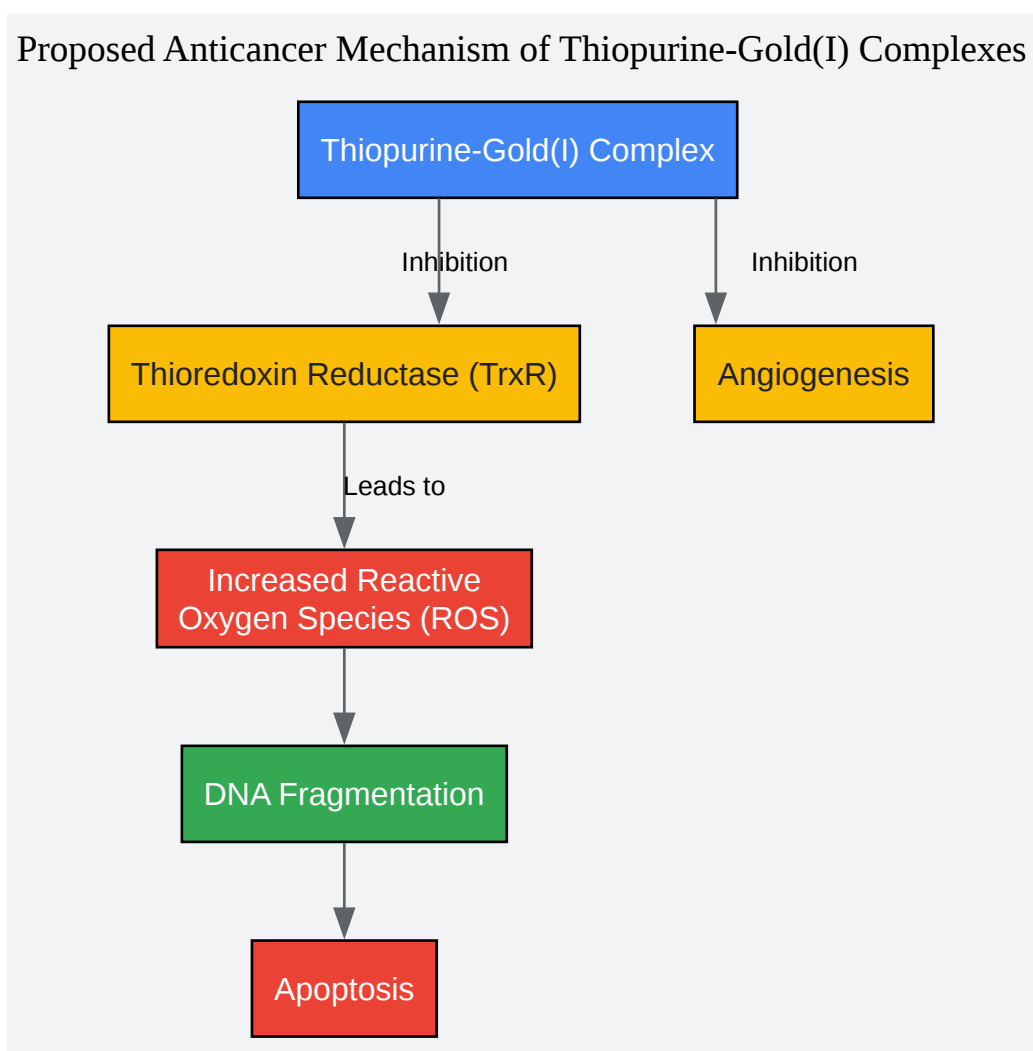 Proposed Anticancer Mechanism of Thiopurine-Gold(I) Complexes
Thiopurine-Gold(I) Complex
Inhibition
Inhibition
Thioredoxin Reductase (TrxR)
Angiogenesis
Leads to
Increased Reactive
Oxygen Species (ROS)
DNA Fragmentation
Apoptosis